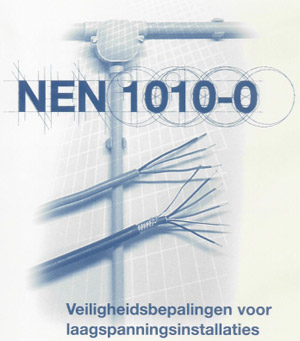 NEN 1010-0
Veiligheidsbepalingen voor
laagspanningsinstallaties